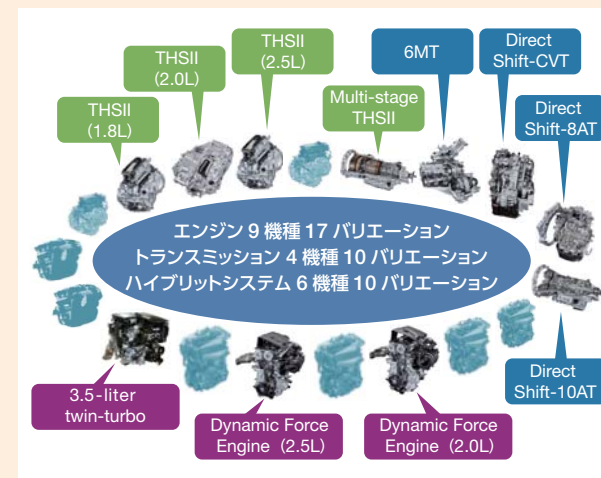 THSII
(1.8L)
THSII
(2.0L)
THSII
(2.5L)
Multi-stage
THSII
6MT
Direct
Shift-CVT
Direct
Shift-8AT
エンジン 9 機種 17 バリエーション
トランスミッション 4 機種 10 バリエーション
ハイブリットシステム 6 機種 10 バリエーション
3.5-liter
twin-turbo
Dynamic Force
Engine（2.5L）
Dynamic Force
Engine（2.0L）
Direct
Shift-10AT